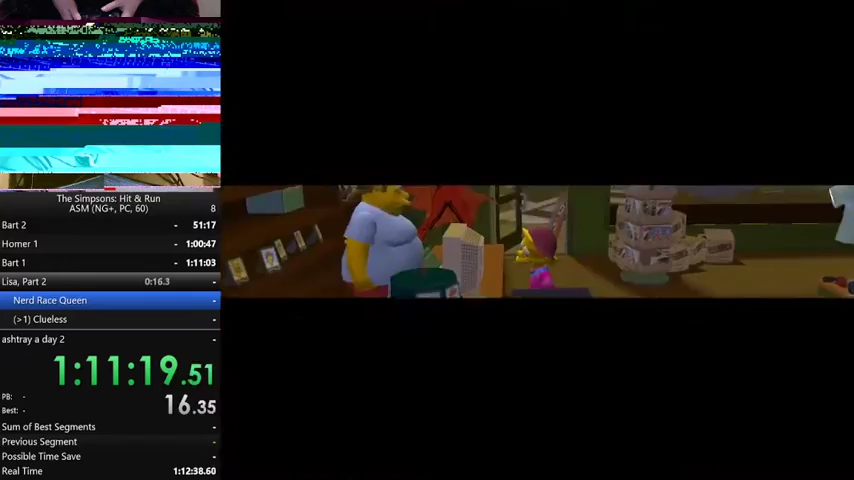 The Simpsons: Hit & Run
ASM (NG+, PC, 60) 8
Bart 2 - 51:17
Homer 1 - 1:00:47
Bart 1 - 1:11:03
Lisa, Part 2 0:16.3 -
Nerd Race Queen -
(>1) Clueless -
ashtray a day 2 -
1:11:19.51
PB: -
Best: -
16.35
Sum of Best Segments -
Previous Segment -
Possible Time Save -
Real Time 1:12:38.60